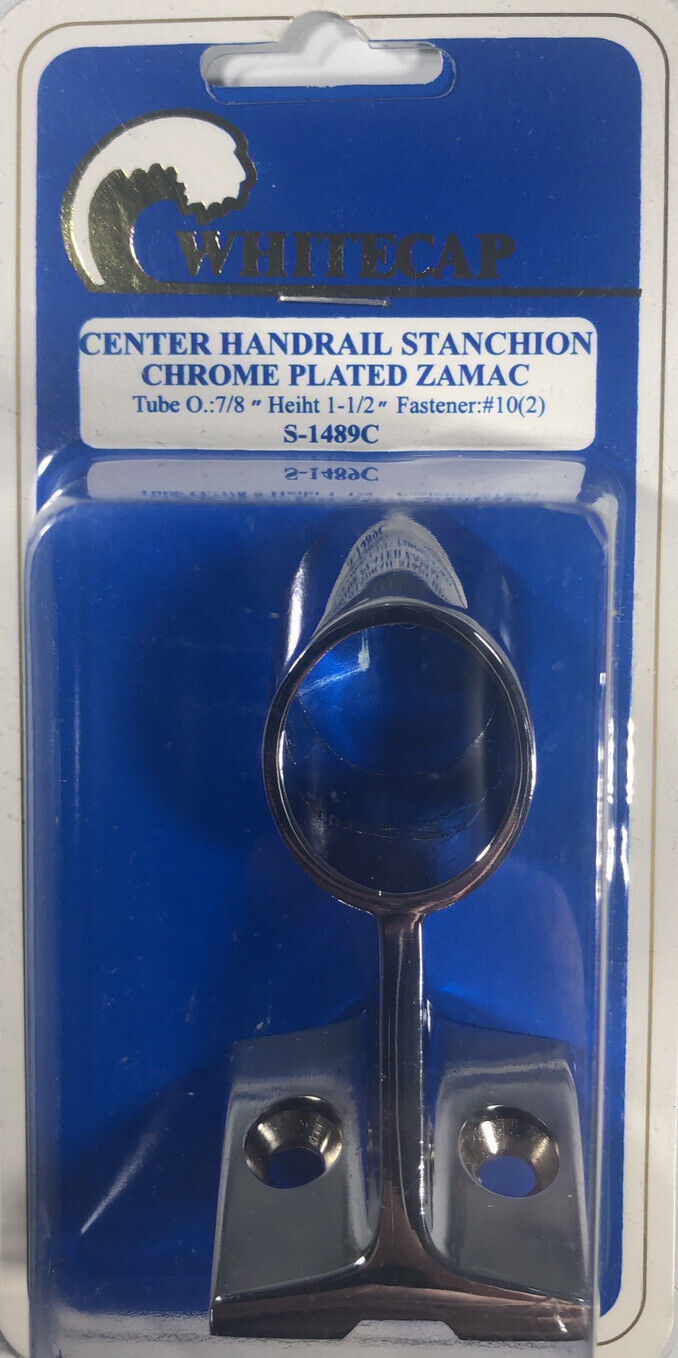 WHITECAP
CENTER HANDRAIL STANCHION
CHROME PLATED ZAMAC
Tube O.:7/8 " Heiht 1-1/2" Fastener:#10(2)
S-1489C